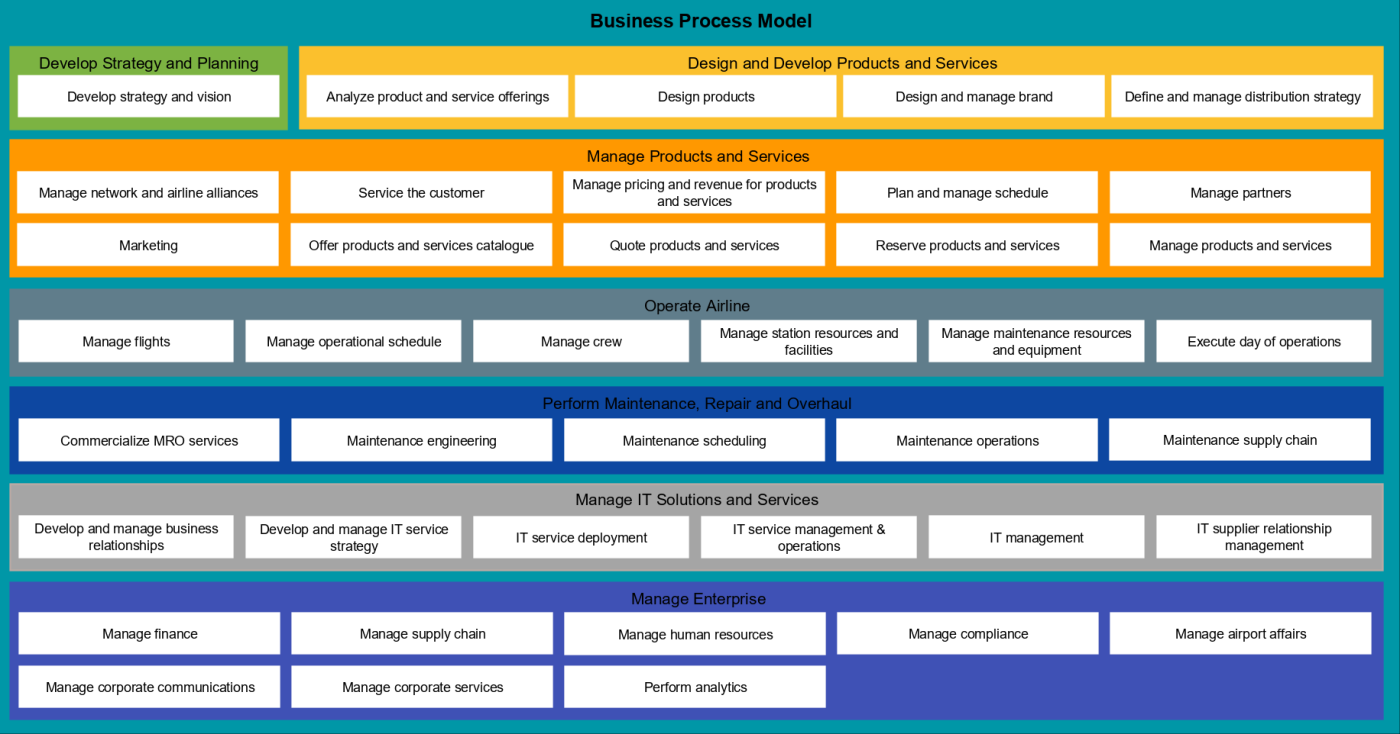 Business Process Model
Develop Strategy and Planning
Develop strategy and vision
Design and Develop Products and Services
Analyze product and service offerings
Design products
Design and manage brand
Define and manage distribution strategy
Manage Products and Services
Manage network and airline alliances
Service the customer
Manage pricing and revenue for products
and services
Plan and manage schedule
Manage partners
Marketing
Offer products and services catalogue
Quote products and services
Reserve products and services
Manage products and services
Operate Airline
Manage flights
Manage operational schedule
Manage crew
Manage station resources and
facilities
Manage maintenance resources
and equipment
Execute day of operations
Perform Maintenance, Repair and Overhaul
Commercialize MRO services
Maintenance engineering
Maintenance scheduling
Maintenance operations
Maintenance supply chain
Manage IT Solutions and Services
Develop and manage business
relationships
Develop and manage IT service
strategy
IT service deployment
IT service management &
operations
IT management
IT supplier relationship
management
Manage Enterprise
Manage finance
Manage supply chain
Manage human resources
Manage compliance
Manage airport affairs
Manage corporate communications
Manage corporate services
Perform analytics